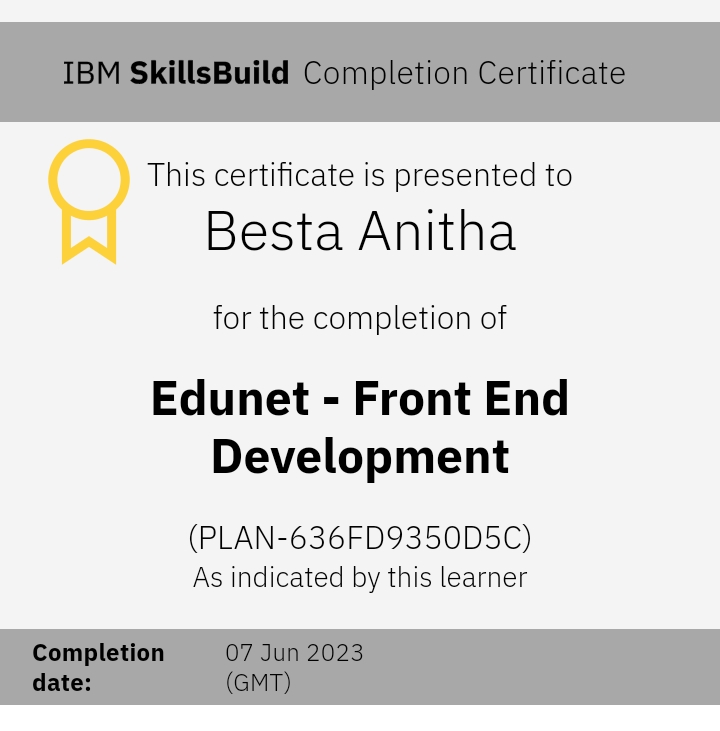 IBM SkillsBuild Completion Certificate
This certificate is presented to
Besta Anitha
for the completion of
Edunet - Front End
Development
(PLAN-636FD9350D5C)
As indicated by this learner
Completion date: 07 Jun 2023 (GMT)